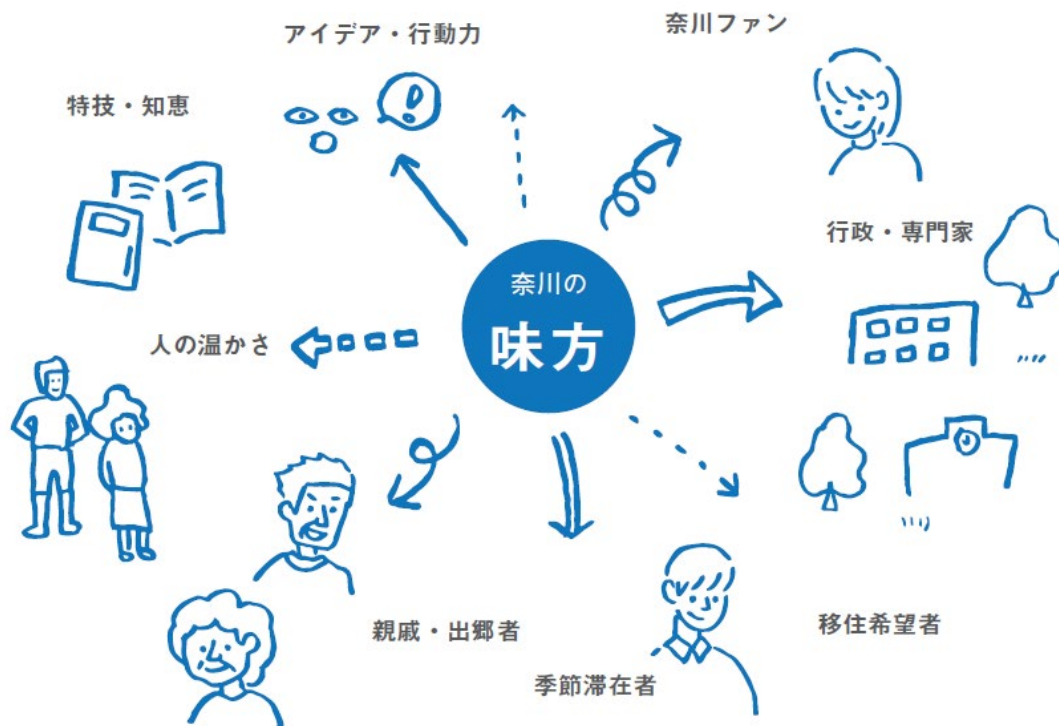 アイデア・行動力
奈川ファン
特技・知恵
行政・専門家
奈川の
味方
人の温かさ
親戚・出郷者
移住希望者
季節滞在者